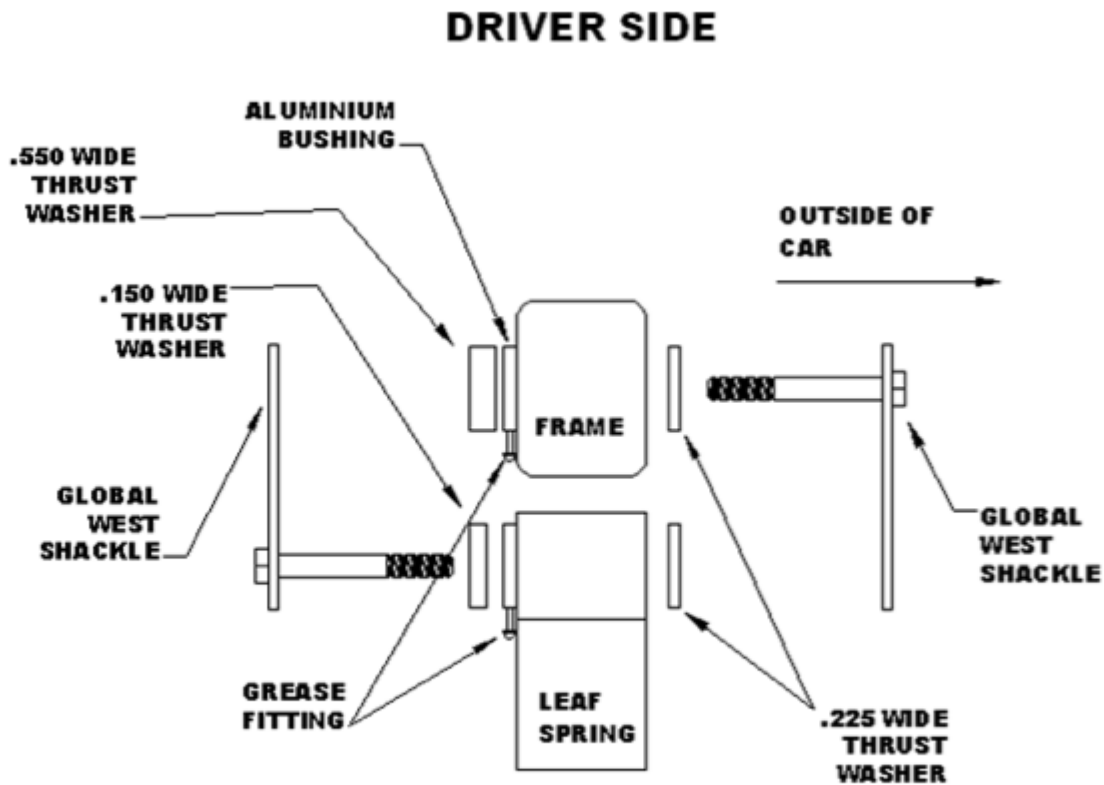 DRIVER SIDE
ALUMINIUM
BUSHING
.550 WIDE
THRUST
WASHER
OUTSIDE OF
CAR
.150 WIDE
THRUST
WASHER
FRAME
GLOBAL
WEST
SHACKLE
GLOBAL
WEST
SHACKLE
GREASE
FITTING
LEAF
SPRING
.225 WIDE
THRUST
WASHER